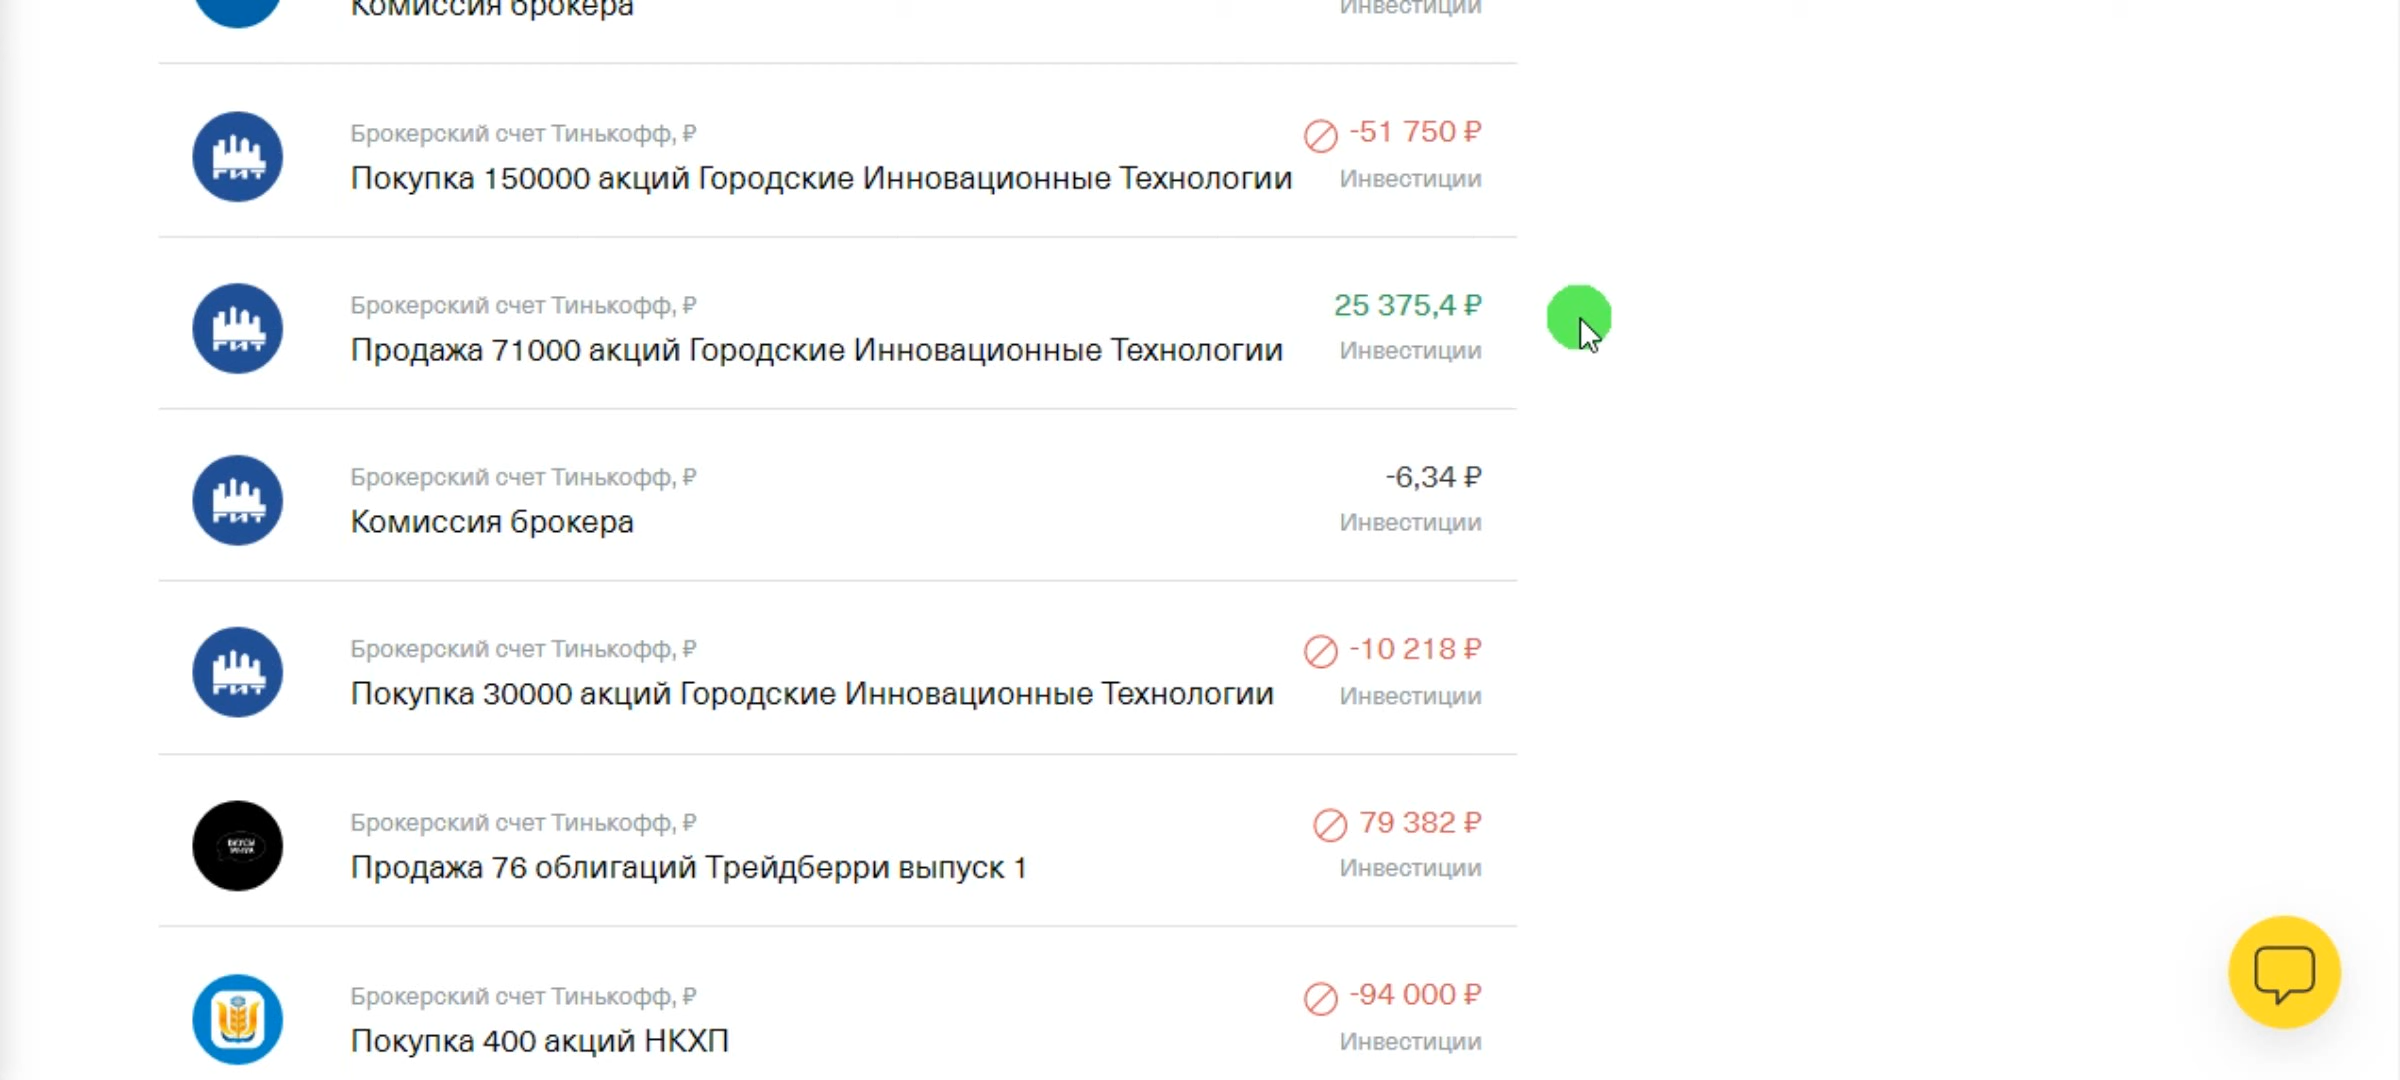 Комиссия брокера
Инвестиции
Брокерский счет Тинькофф, ₽
-51 750 ₽
Покупка 150000 акций Городские Инновационные Технологии
Инвестиции
Брокерский счет Тинькофф, ₽
25 375,4 ₽
Продажа 71000 акций Городские Инновационные Технологии
Инвестиции
Брокерский счет Тинькофф, ₽
-6,34 ₽
Комиссия брокера
Инвестиции
Брокерский счет Тинькофф, ₽
-10 218 ₽
Покупка 30000 акций Городские Инновационные Технологии
Инвестиции
Брокерский счет Тинькофф, ₽
79 382 ₽
Продажа 76 облигаций Трейдберри выпуск 1
Инвестиции
Брокерский счет Тинькофф, ₽
-94 000 ₽
Покупка 400 акций НКХП
Инвестиции